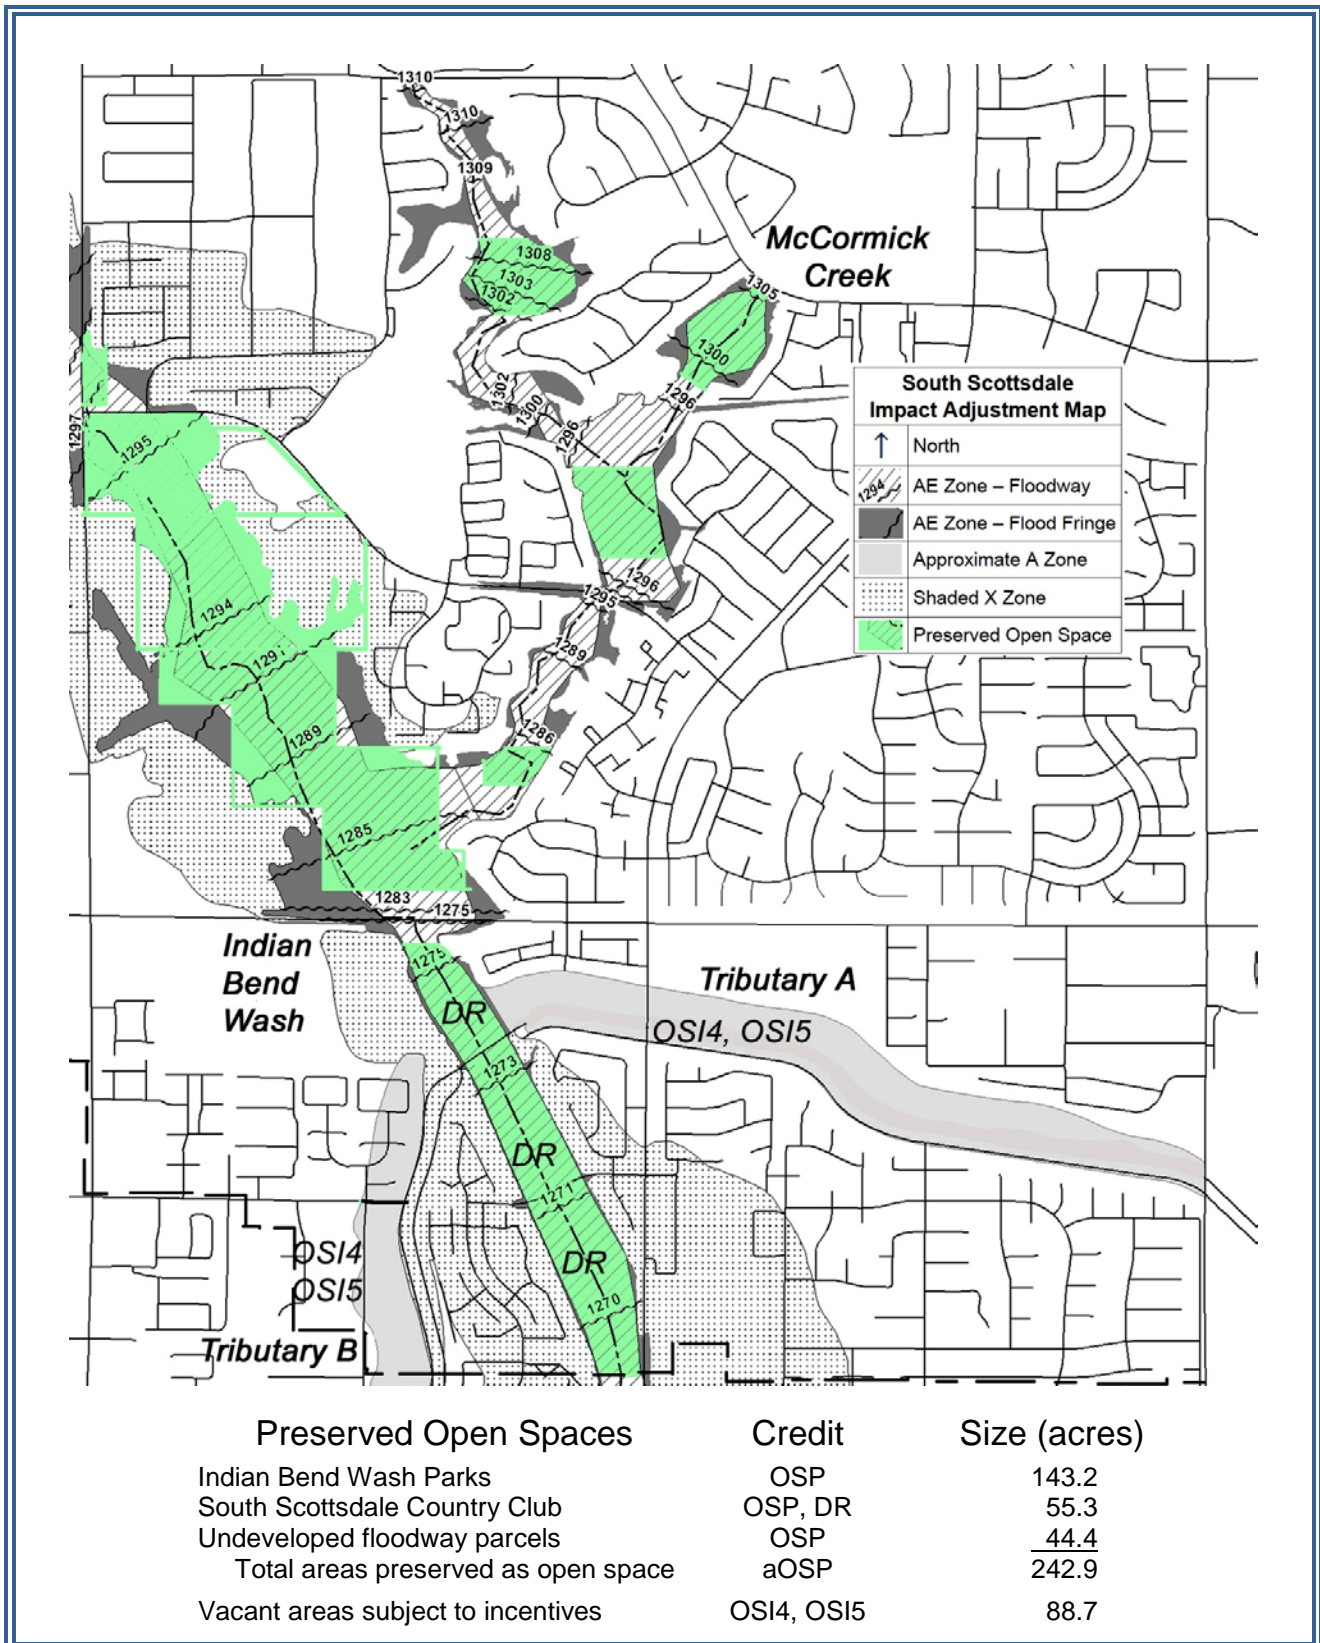 1310
1310
1309
McCormick
Creek
1308
1303
1302
1305
1300
1302
1300
1296
1296
1297
1295
South Scottsdale
Impact Adjustment Map
North
1294 AE Zone – Floodway
AE Zone – Flood Fringe
Approximate A Zone
Shaded X Zone
Preserved Open Space
1296
1295
1294
1289
129
1286
1289
1285
1283
1275
Indian
Bend
Wash
1275
Tributary A
DR
OSI4, OSI5
1273
DR
1271
OSI4
OSI5
DR
1270
Tributary B
Preserved Open Spaces Credit Size (acres)
Indian Bend Wash Parks OSP 143.2
South Scottsdale Country Club OSP, DR 55.3
Undeveloped floodway parcels OSP 44.4
Total areas preserved as open space aOSP 242.9
Vacant areas subject to incentives OSI4, OSI5 88.7